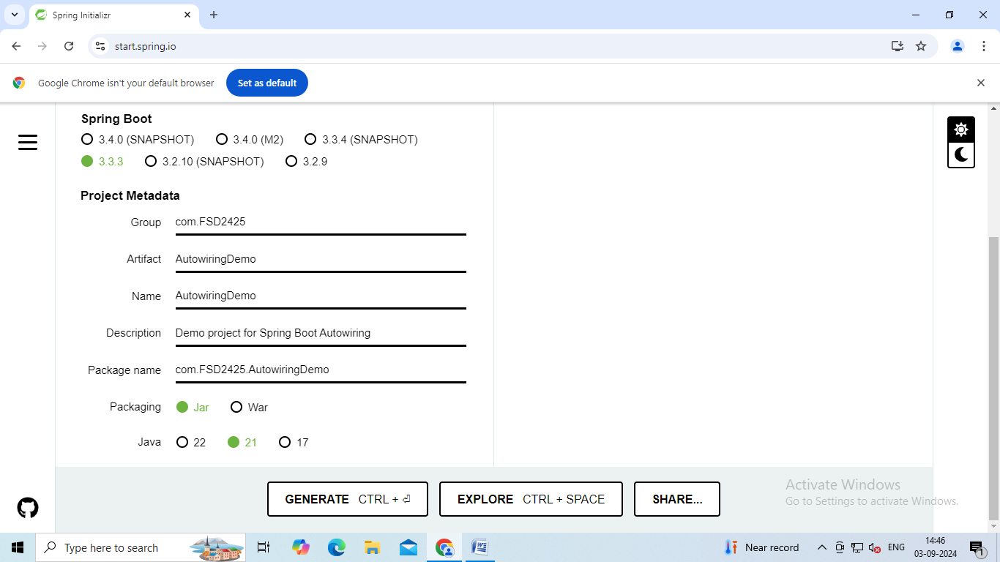 Spring Initializr
start.spring.io
Google Chrome isn't your default browser
Set as default
Spring Boot
3.4.0 (SNAPSHOT) 3.4.0 (M2) 3.3.4 (SNAPSHOT)
3.3.3 3.2.10 (SNAPSHOT) 3.2.9
Project Metadata
Group com.FSD2425
Artifact AutowiringDemo
Name AutowiringDemo
Description Demo project for Spring Boot Autowiring
Package name com.FSD2425.AutowiringDemo
Packaging Jar War
Java 22 21 17
GENERATE CTRL + ⏎ EXPLORE CTRL + SPACE SHARE...
Activate Windows
Go to Settings to activate Windows.
Type here to search
Near record
ENG
14:46
03-09-2024
1